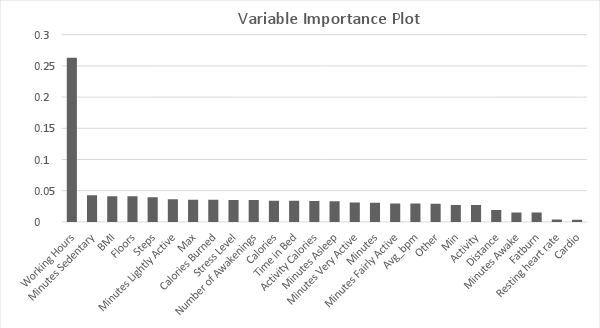 Variable Importance Plot
0.3
0.25
0.2
0.15
0.1
0.05
0
Working Hours
Minutes Sedentary
BMI
Floors
Steps
Minutes Lightly Active
Max
Calories Burned
Stress Level
Number of Awakenings
Calories
Time in Bed
Activity Calories
Minutes Asleep
Minutes Very Active
Minutes
Minutes Fairly Active
Avg_bpm
Other
Min
Activity
Distance
Minutes Awake
Fatburn
Resting heart rate
Cardio